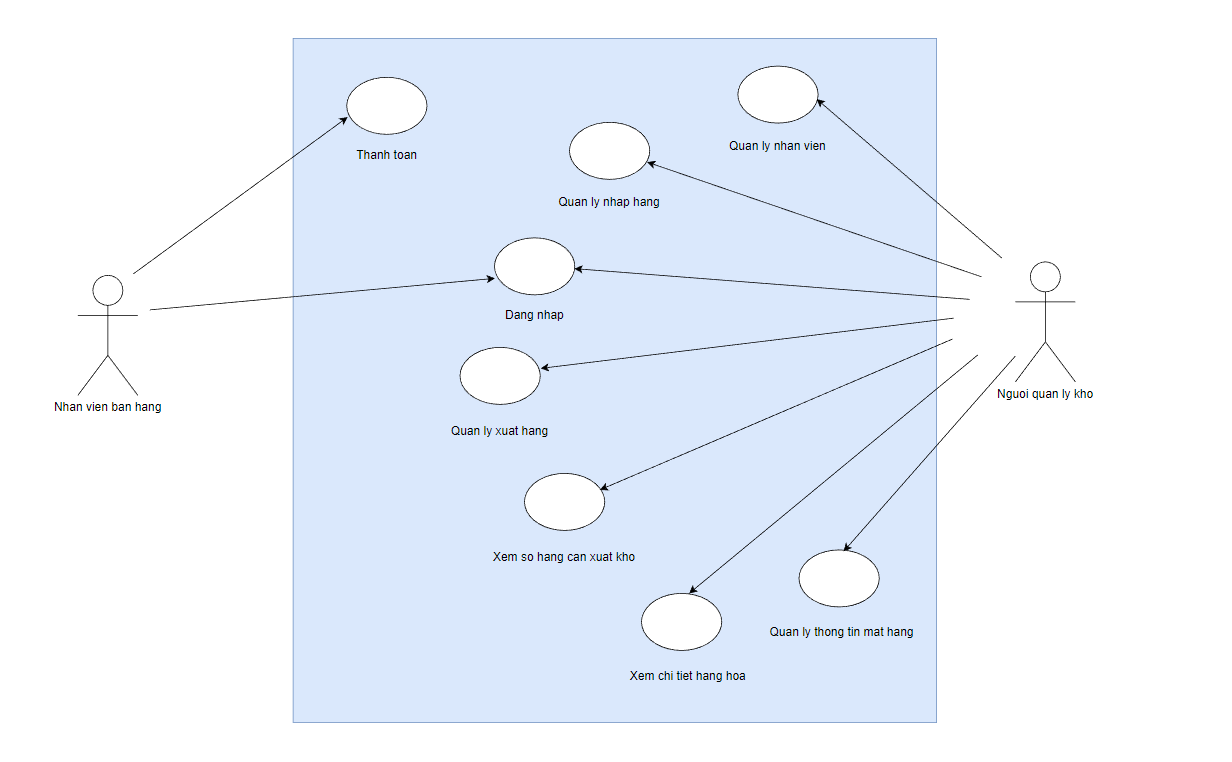 Quan ly nhan vien
Thanh toan
Quan ly nhap hang
Dang nhap
Nguoi quan ly kho
Nhan vien ban hang
Quan ly xuat hang
Xem so hang can xuat kho
Quan ly thong tin mat hang
Xem chi tiet hang hoa